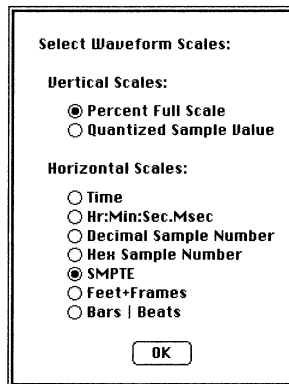 Select Waveform Scales:
Vertical Scales:
Percent Full Scale
Quantized Sample Value
Horizontal Scales:
Time
Hr:Min:Sec.Msec
Decimal Sample Number
Hex Sample Number
SMPTE
Feet+Frames
Bars | Beats
OK